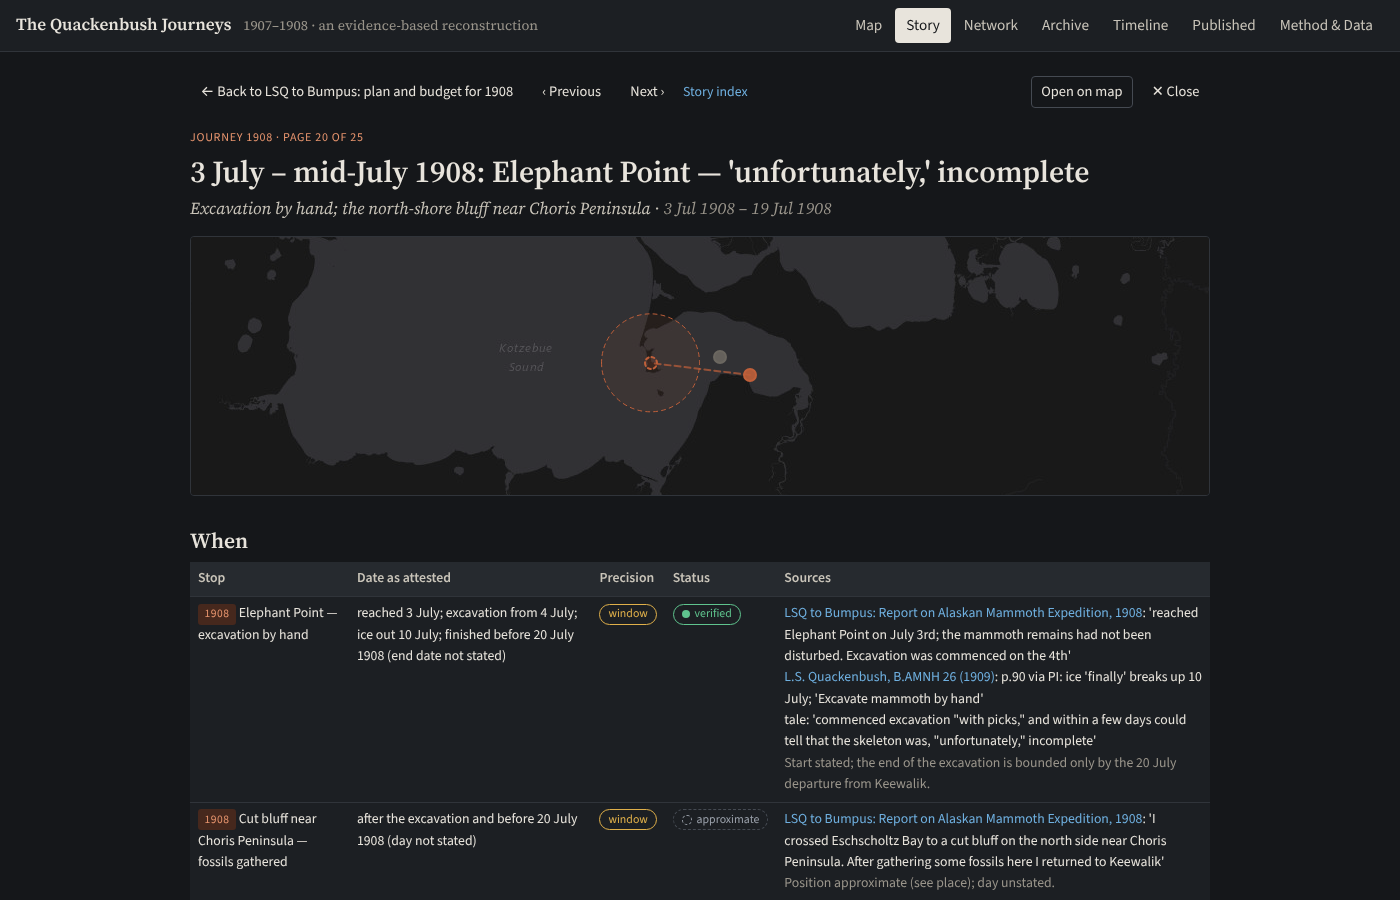 The Quackenbush Journeys 1907–1908 · an evidence-based reconstruction
Map Story Network Archive Timeline Published Method & Data
← Back to LSQ to Bumpus: plan and budget for 1908 ‹ Previous Next › Story index Open on map ✕ Close
JOURNEY 1908 · PAGE 20 OF 25
3 July – mid-July 1908: Elephant Point — 'unfortunately,' incomplete
Excavation by hand; the north-shore bluff near Choris Peninsula · 3 Jul 1908 – 19 Jul 1908
Kotzebue
Sound
When
Stop Date as attested Precision Status Sources
1908 Elephant Point —
excavation by hand
reached 3 July; excavation from 4 July;
ice out 10 July; finished before 20 July
1908 (end date not stated)
window
verified
LSQ to Bumpus: Report on Alaskan Mammoth Expedition, 1908: 'reached
Elephant Point on July 3rd; the mammoth remains had not been
disturbed. Excavation was commenced on the 4th'
L.S. Quackenbush, B.AMNH 26 (1909): p.90 via PI: ice 'finally' breaks up 10
July; 'Excavate mammoth by hand'
tale: 'commenced excavation "with picks," and within a few days could
tell that the skeleton was, "unfortunately," incomplete'
Start stated; the end of the excavation is bounded only by the 20 July
departure from Keewalik.
1908 Cut bluff near
Choris Peninsula —
fossils gathered
after the excavation and before 20 July
1908 (day not stated)
window
approximate
LSQ to Bumpus: Report on Alaskan Mammoth Expedition, 1908: 'I
crossed Eschscholtz Bay to a cut bluff on the north side near Choris
Peninsula. After gathering some fossils here I returned to Keewalik'
Position approximate (see place); day unstated.